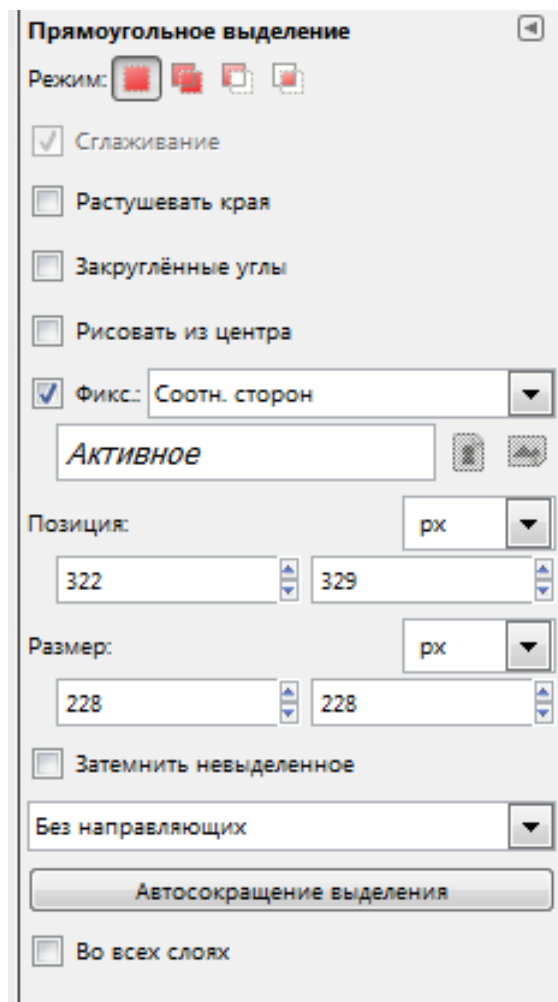 Прямоугольное выделение
Режим:
Сглаживание
Растушевать края
Закруглённые углы
Рисовать из центра
Фикс.: Соотн. сторон
Активное
Позиция: px
322 329
Размер: px
228 228
Затемнить невыделенное
Без направляющих
Автосокращение выделения
Во всех слоях